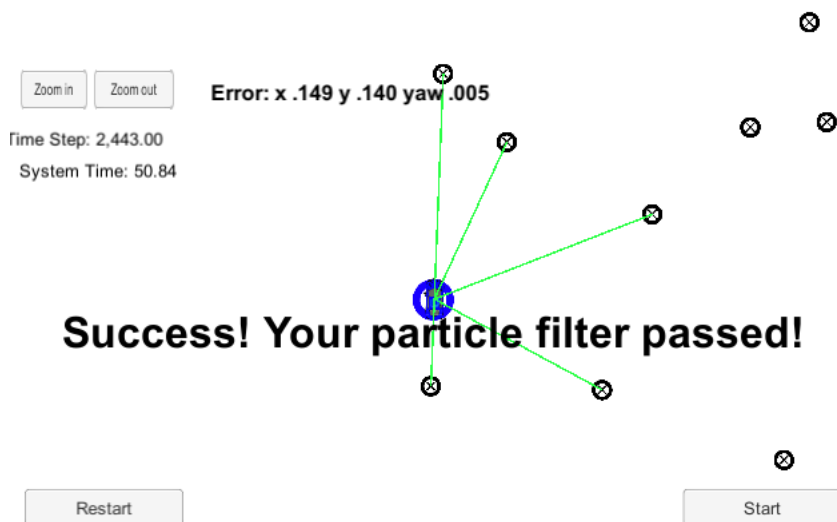 Zoom in Zoom out
Error: x .149 y .140 yaw .005
Time Step: 2,443.00
System Time: 50.84
Success! Your particle filter passed!
Restart
Start